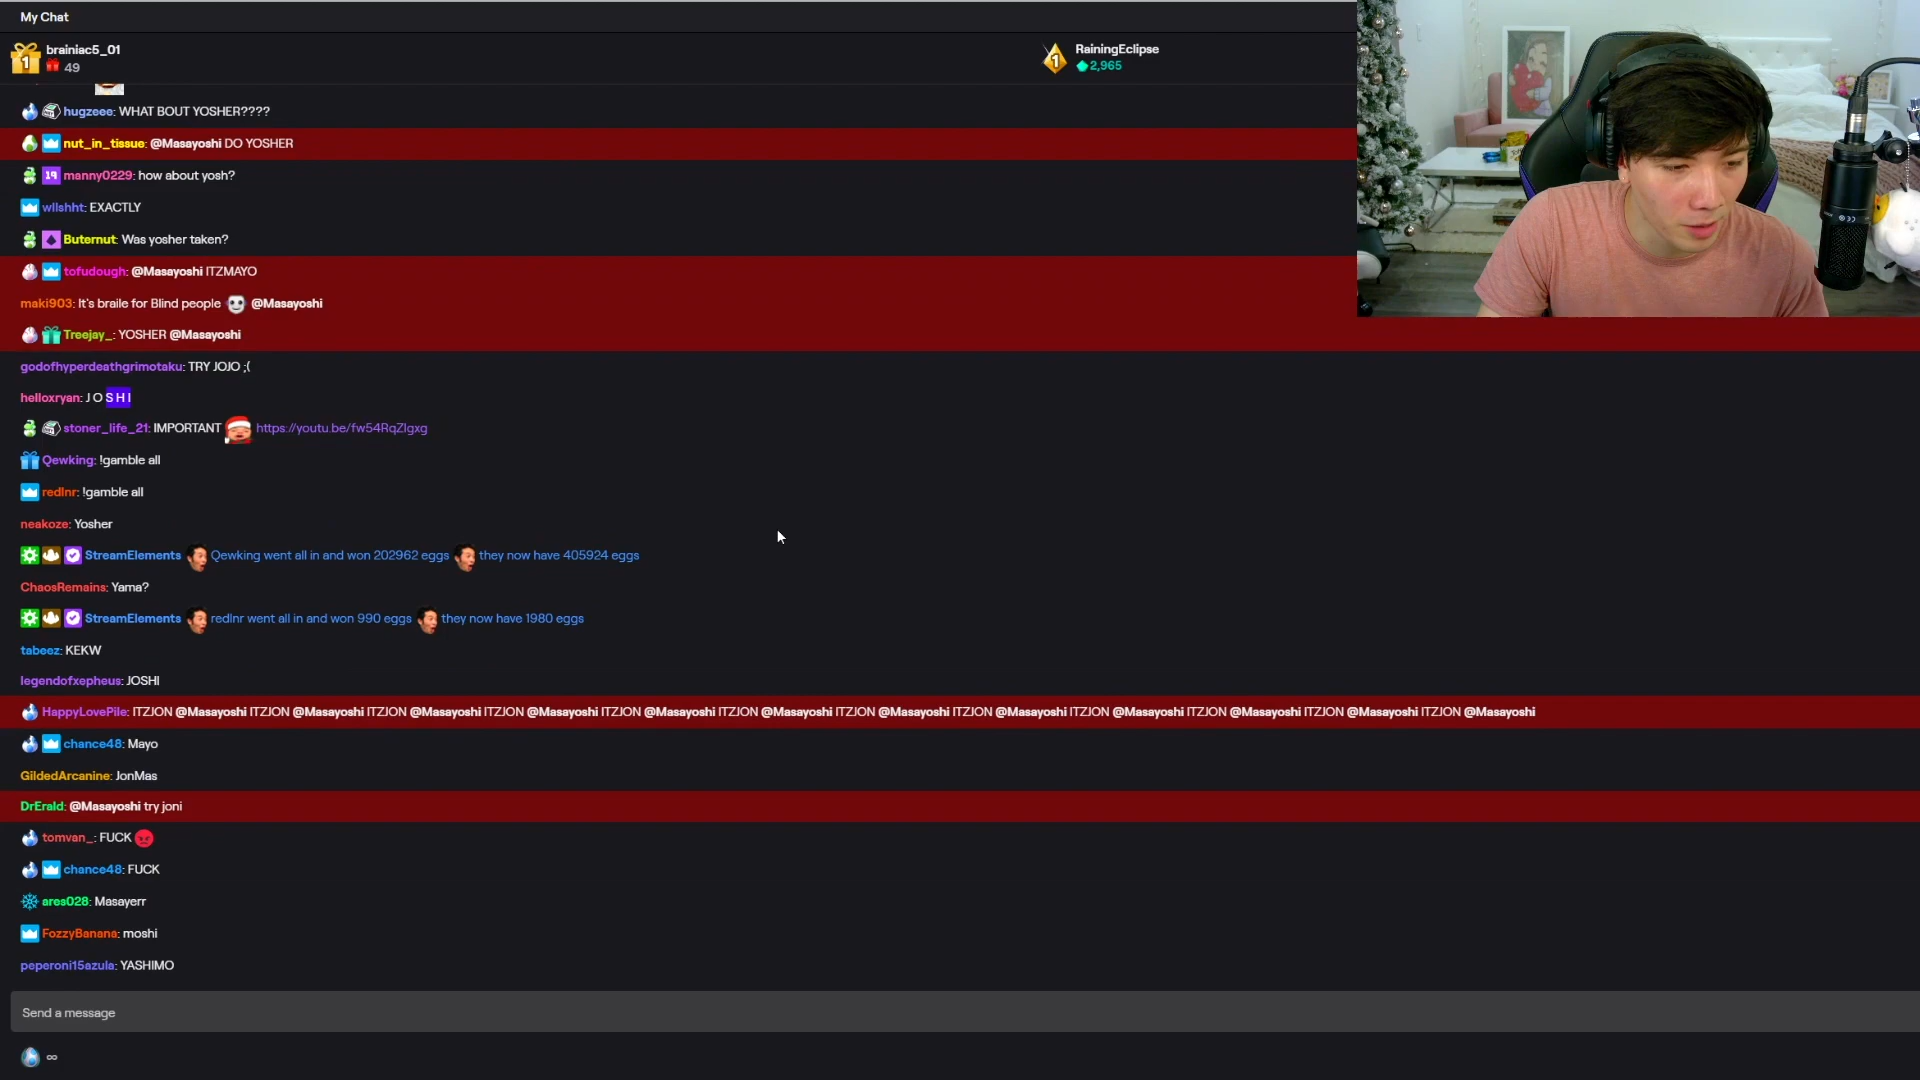 My Chat
brainiac5_01
49
RainingEclipse
2,965
hugzeee: WHAT BOUT YOSHER????
nut_in_tissue: @Masayoshi DO YOSHER
manny0229: how about yosh?
wllshht: EXACTLY
Buternut: Was yosher taken?
tofudough: @Masayoshi ITZMAYO
maki903: It's braile for Blind people @Masayoshi
Treejay_: YOSHER @Masayoshi
godofhyperdeathgrimotaku: TRY JOJO ;(
helloxryan: J O S H I
stoner_life_21: IMPORTANT https://youtu.be/fw54RqZlgxg
Qewking: !gamble all
redlnr: !gamble all
neakoze: Yosher
StreamElements Qewking went all in and won 202962 eggs they now have 405924 eggs
ChaosRemains: Yama?
StreamElements redlnr went all in and won 990 eggs they now have 1980 eggs
tabeez: KEKW
legendofxepheus: JOSHI
HappyLovePile: ITZJON @Masayoshi ITZJON @Masayoshi ITZJON @Masayoshi ITZJON @Masayoshi ITZJON @Masayoshi ITZJON @Masayoshi ITZJON @Masayoshi ITZJON @Masayoshi ITZJON @Masayoshi ITZJON @Masayoshi ITZJON @Masayoshi ITZJON @Masayoshi
chance48: Mayo
GildedArcanine: JonMas
DrErald: @Masayoshi try joni
tomvan_: FUCK
chance48: FUCK
ares028: Masayerr
FozzyBanana: moshi
peperoni15azula: YASHIMO
Send a message
∞